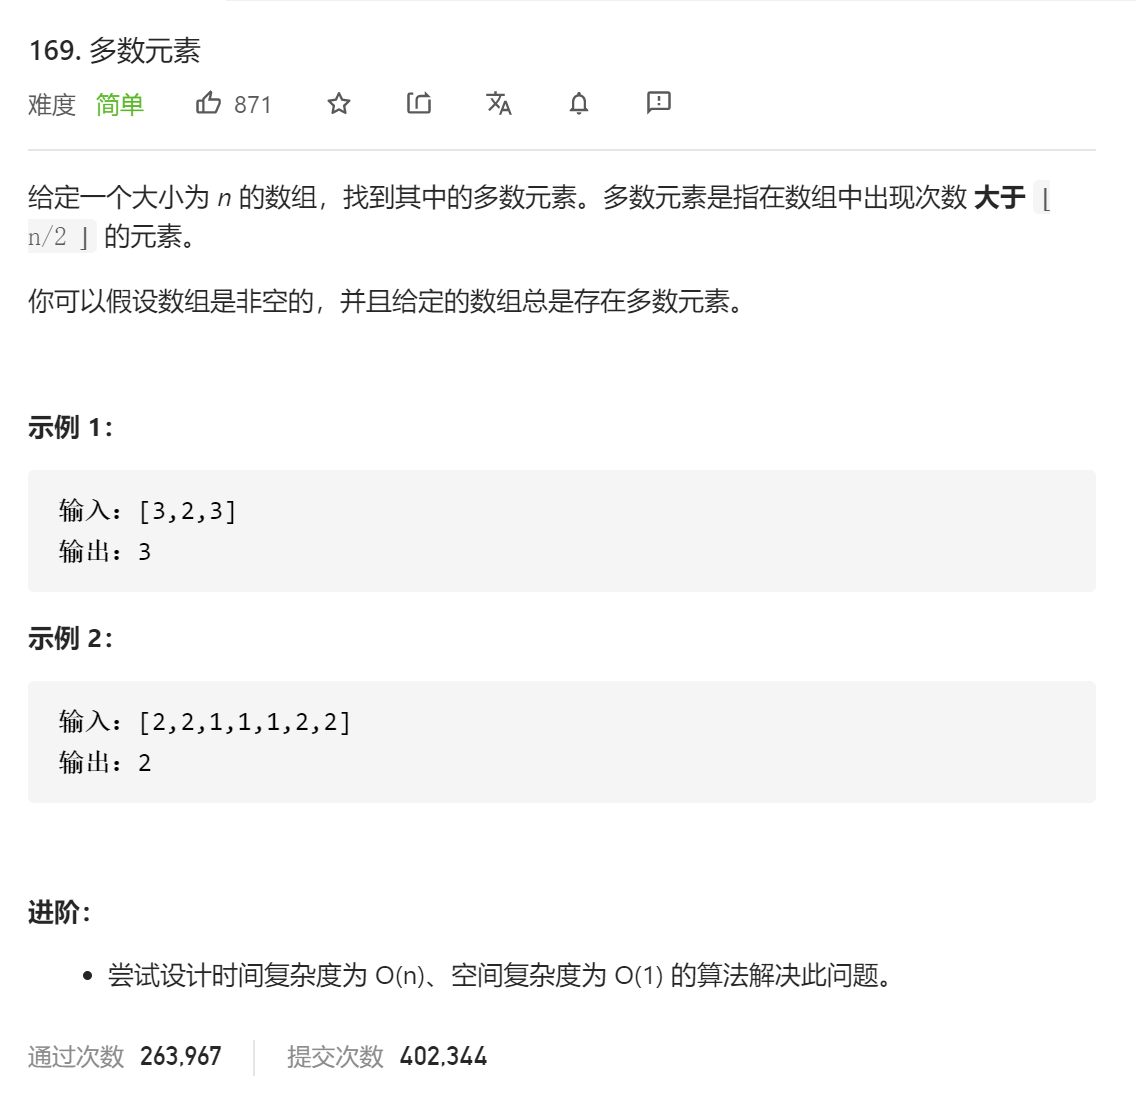 169. 多数元素
难度 简单 871
给定一个大小为 n 的数组，找到其中的多数元素。多数元素是指在数组中出现次数 大于 ⌊
n/2 ⌋ 的元素。
你可以假设数组是非空的，并且给定的数组总是存在多数元素。
示例 1：
输入：[3,2,3]
输出：3
示例 2：
输入：[2,2,1,1,1,2,2]
输出：2
进阶：
• 尝试设计时间复杂度为 O(n)、空间复杂度为 O(1) 的算法解决此问题。
通过次数 263,967 提交次数 402,344